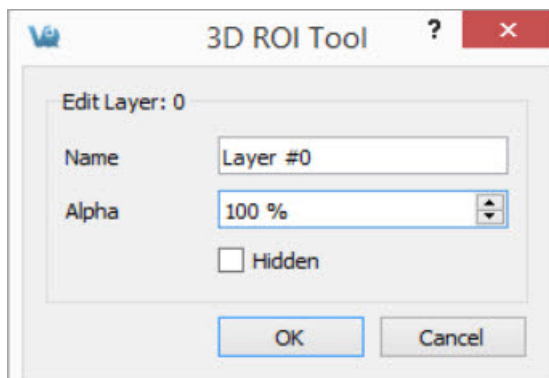 3D ROI Tool ? ×
Edit Layer: 0
Name Layer #0
Alpha 100 %
Hidden
OK Cancel